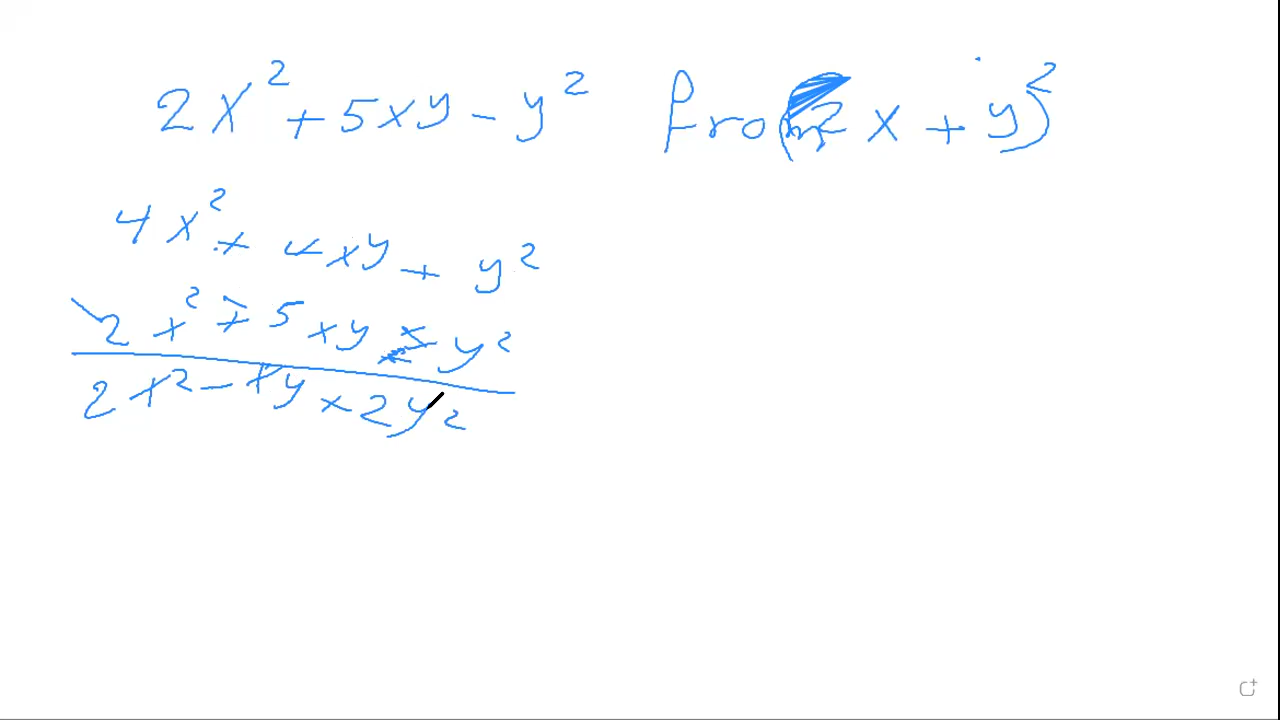 2x² + 5xy - y² from (2x + y)²
4x² + 4xy + y²
- 2x² ∓ 5xy ± y²
2x² - xy + 2y²